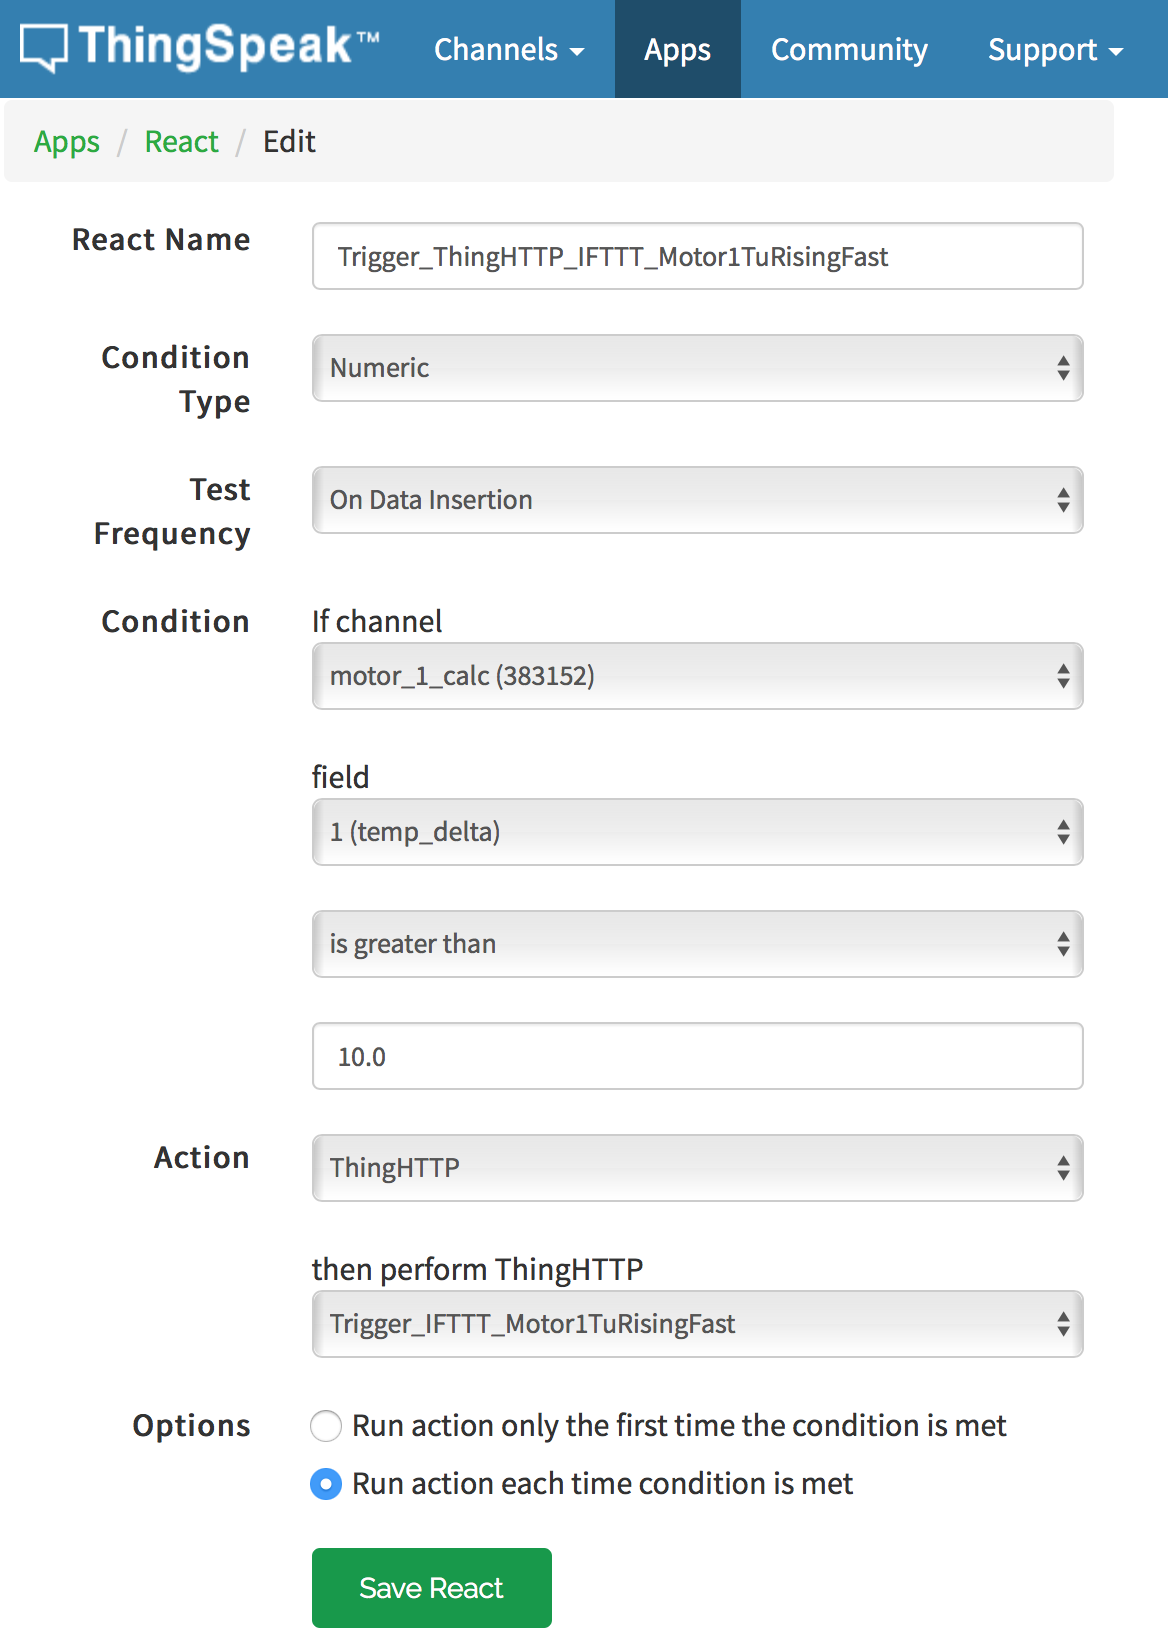 ThingSpeak™ Channels Apps Community Support
Apps / React / Edit
React Name
Trigger_ThingHTTP_IFTTT_Motor1TuRisingFast
Condition
Type
Numeric
Test
Frequency
On Data Insertion
Condition
If channel
motor_1_calc (383152)
field
1 (temp_delta)
is greater than
10.0
Action
ThingHTTP
then perform ThingHTTP
Trigger_IFTTT_Motor1TuRisingFast
Options
Run action only the first time the condition is met
Run action each time condition is met
Save React